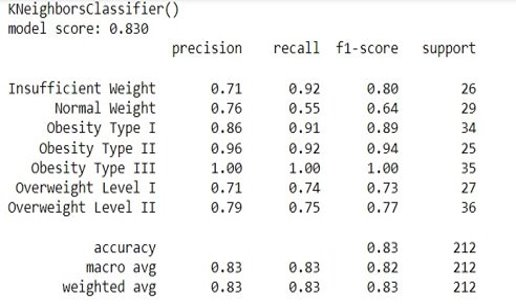 KNeighborsClassifier()
model score: 0.830
precision recall f1-score support
Insufficient Weight 0.71 0.92 0.80 26
Normal Weight 0.76 0.55 0.64 29
Obesity Type I 0.86 0.91 0.89 34
Obesity Type II 0.96 0.92 0.94 25
Obesity Type III 1.00 1.00 1.00 35
Overweight Level I 0.71 0.74 0.73 27
Overweight Level II 0.79 0.75 0.77 36
accuracy 0.83 212
macro avg 0.83 0.83 0.82 212
weighted avg 0.83 0.83 0.83 212